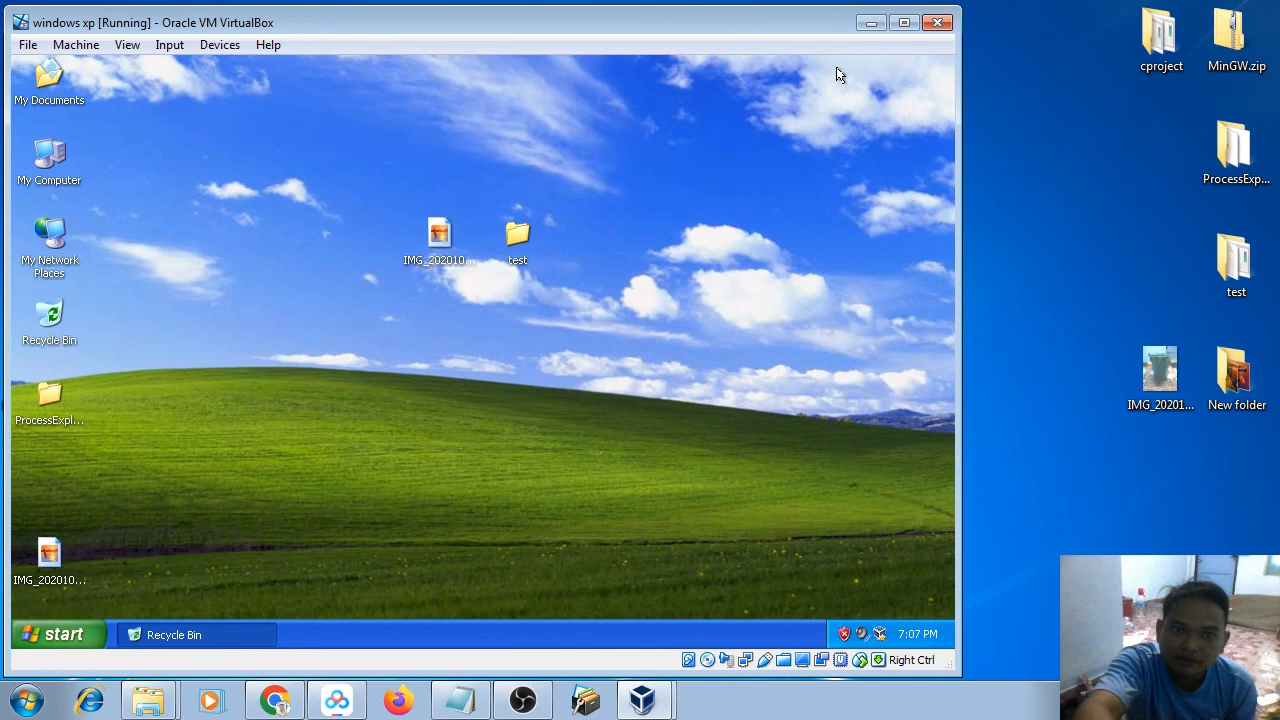 windows xp [Running] - Oracle VM VirtualBox
File Machine View Input Devices Help
My Documents
My Computer
My Network
Places
Recycle Bin
ProcessExpl...
IMG_202010...
IMG_202010...
test
start
Recycle Bin
7:07 PM
Right Ctrl
cproject
MinGW.zip
ProcessExp...
test
IMG_20201...
New folder